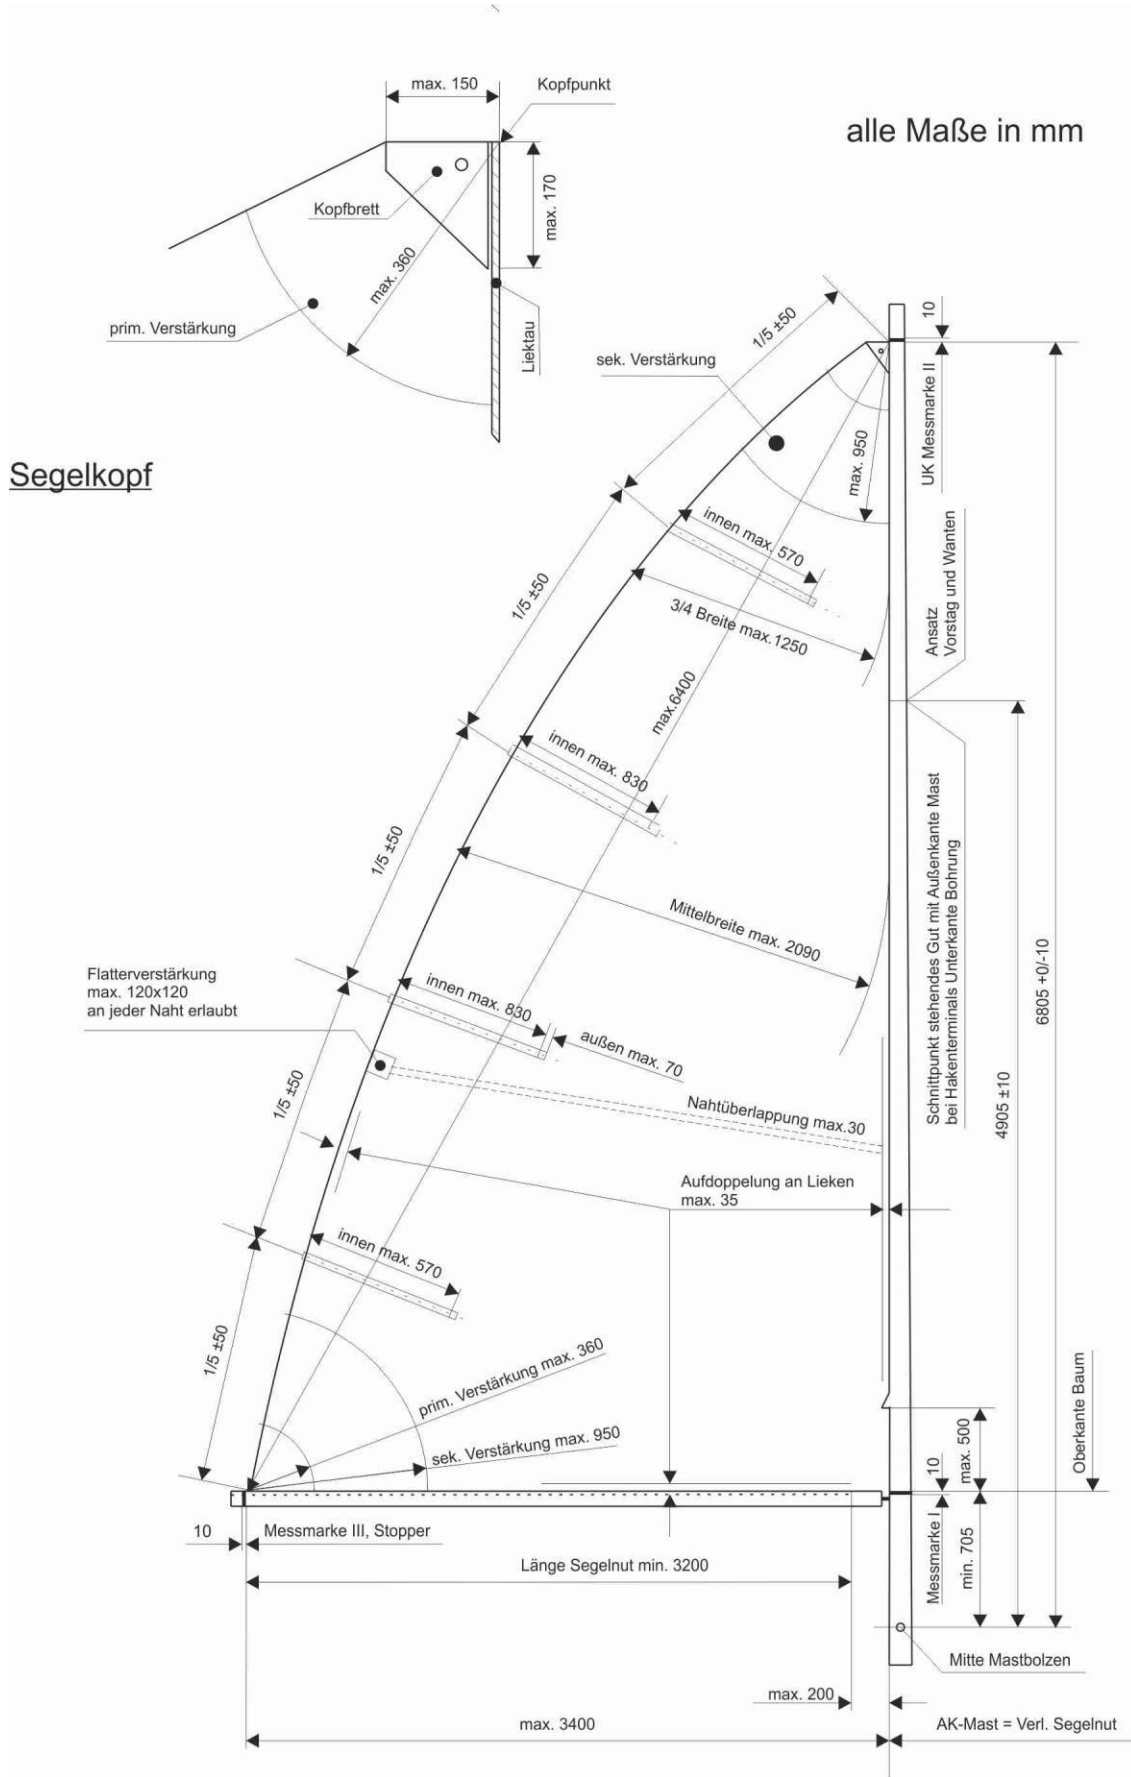 max. 150
Kopfpunkt
alle Maße in mm
Kopfbrett
max. 170
max. 360
prim. Verstärkung
Liektau
Segelkopf
1/5 ±50
10
sek. Verstärkung
UK Messmarke II
max. 950
innen max. 570
1/5 ±50
3/4 Breite max.1250
Ansatz
Vorstag und Wanten
max.6400
innen max. 830
1/5 ±50
Mittelbreite max. 2090
Schnittpunkt stehendes Gut mit Außenkante Mast
bei Hakenterminals Unterkante Bohrung
6805 +0/-10
4905 ±10
Flatterverstärkung
max. 120x120
an jeder Naht erlaubt
innen max. 830
außen max. 70
1/5 ±50
Nahtüberlappung max.30
Aufdoppelung an Lieken
max. 35
innen max. 570
1/5 ±50
prim. Verstärkung max. 360
sek. Verstärkung max. 950
Oberkante Baum
max. 500
10
10
Messmarke III, Stopper
Messmarke I
min. 705
Länge Segelnut min. 3200
Mitte Mastbolzen
max. 200
max. 3400
AK-Mast = Verl. Segelnut